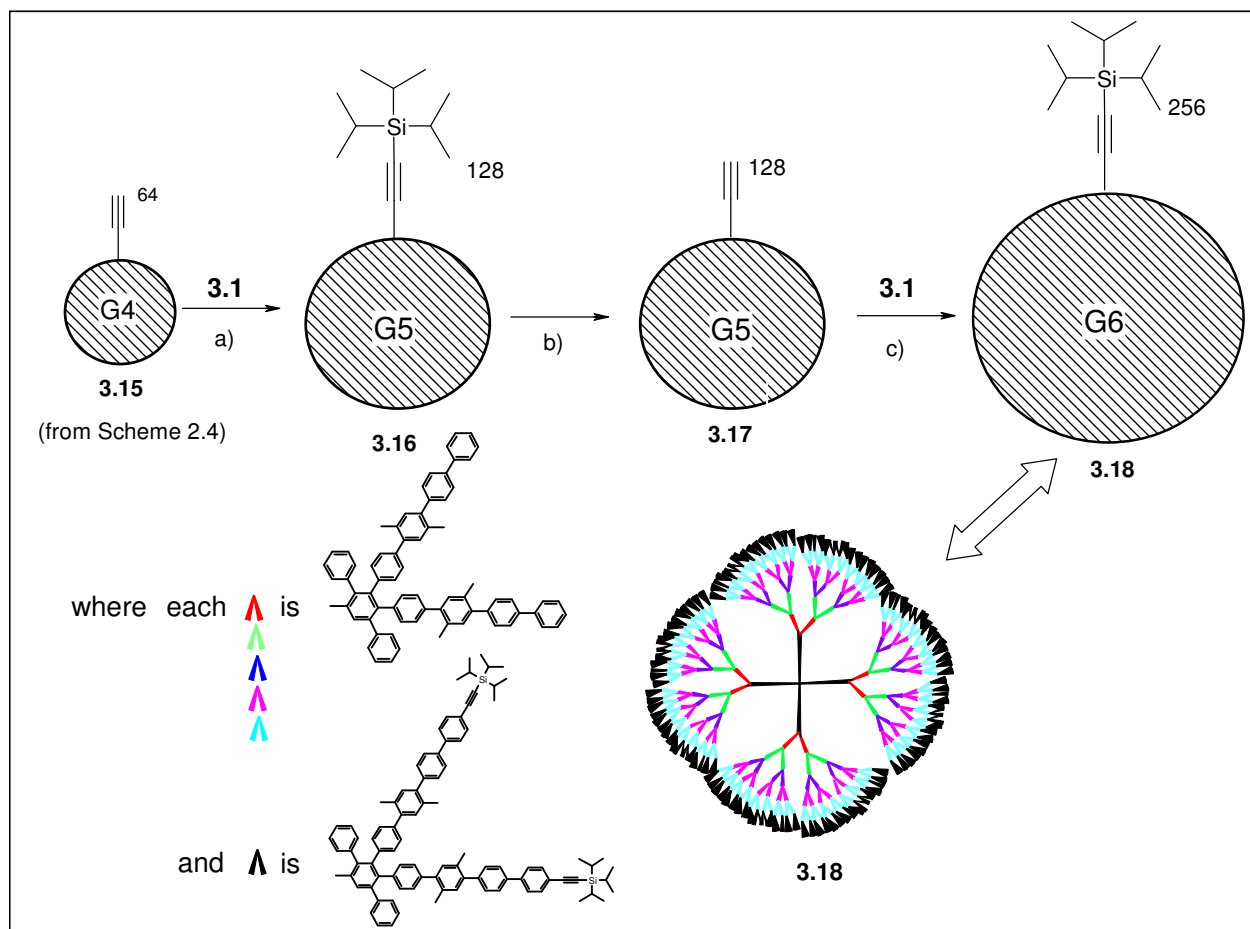 Si
256
Si
128
64
128
G4
3.1
a)
G5
b)
G5
3.1
c)
G6
3.15
3.16
3.17
3.18
(from Scheme 2.4)
where each is
Si
and is
Si
3.18